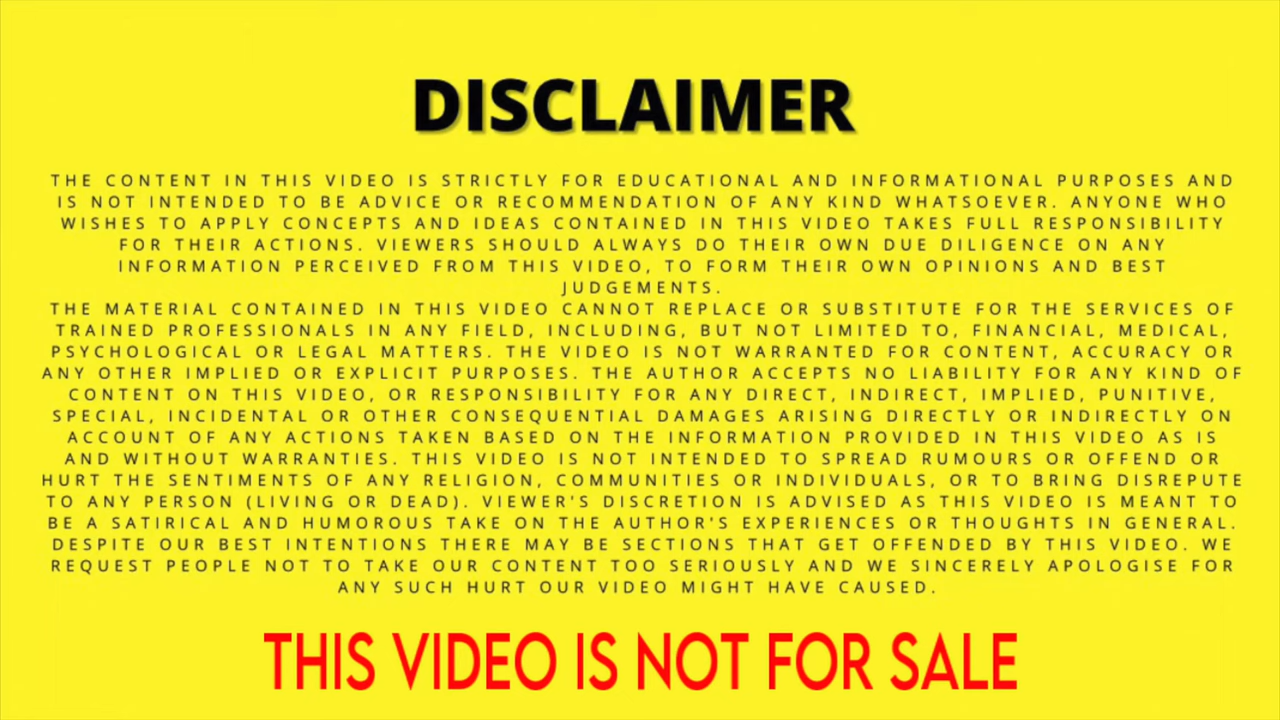 DISCLAIMER
THE CONTENT IN THIS VIDEO IS STRICTLY FOR EDUCATIONAL AND INFORMATIONAL PURPOSES AND
IS NOT INTENDED TO BE ADVICE OR RECOMMENDATION OF ANY KIND WHATSOEVER. ANYONE WHO
WISHES TO APPLY CONCEPTS AND IDEAS CONTAINED IN THIS VIDEO TAKES FULL RESPONSIBILITY
FOR THEIR ACTIONS. VIEWERS SHOULD ALWAYS DO THEIR OWN DUE DILIGENCE ON ANY
INFORMATION PERCEIVED FROM THIS VIDEO, TO FORM THEIR OWN OPINIONS AND BEST
JUDGEMENTS.
THE MATERIAL CONTAINED IN THIS VIDEO CANNOT REPLACE OR SUBSTITUTE FOR THE SERVICES OF
TRAINED PROFESSIONALS IN ANY FIELD, INCLUDING, BUT NOT LIMITED TO, FINANCIAL, MEDICAL,
PSYCHOLOGICAL OR LEGAL MATTERS. THE VIDEO IS NOT WARRANTED FOR CONTENT, ACCURACY OR
ANY OTHER IMPLIED OR EXPLICIT PURPOSES. THE AUTHOR ACCEPTS NO LIABILITY FOR ANY KIND OF
CONTENT ON THIS VIDEO, OR RESPONSIBILITY FOR ANY DIRECT, INDIRECT, IMPLIED, PUNITIVE,
SPECIAL, INCIDENTAL OR OTHER CONSEQUENTIAL DAMAGES ARISING DIRECTLY OR INDIRECTLY ON
ACCOUNT OF ANY ACTIONS TAKEN BASED ON THE INFORMATION PROVIDED IN THIS VIDEO AS IS
AND WITHOUT WARRANTIES. THIS VIDEO IS NOT INTENDED TO SPREAD RUMOURS OR OFFEND OR
HURT THE SENTIMENTS OF ANY RELIGION, COMMUNITIES OR INDIVIDUALS, OR TO BRING DISREPUTE
TO ANY PERSON (LIVING OR DEAD). VIEWER'S DISCRETION IS ADVISED AS THIS VIDEO IS MEANT TO
BE A SATIRICAL AND HUMOROUS TAKE ON THE AUTHOR'S EXPERIENCES OR THOUGHTS IN GENERAL.
DESPITE OUR BEST INTENTIONS THERE MAY BE SECTIONS THAT GET OFFENDED BY THIS VIDEO. WE
REQUEST PEOPLE NOT TO TAKE OUR CONTENT TOO SERIOUSLY AND WE SINCERELY APOLOGISE FOR
ANY SUCH HURT OUR VIDEO MIGHT HAVE CAUSED.
THIS VIDEO IS NOT FOR SALE